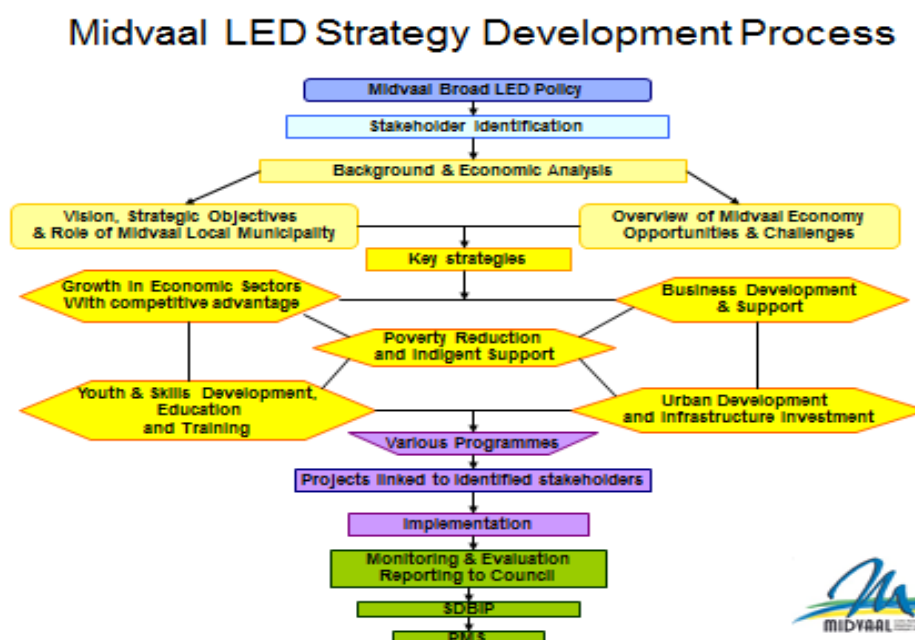 Midvaal LED Strategy Development Process
Midvaal Broad LED Policy
Stakeholder Identification
Background & Economic Analysis
Vision, Strategic Objectives
& Role of Midvaal Local Municipality
Overview of Midvaal Economy
Opportunities & Challenges
Key strategies
Growth in Economic Sectors
With competitive advantage
Business Development
& Support
Poverty Reduction
and Indigent Support
Youth & Skills Development,
Education
and Training
Urban Development
and Infrastructure Investment
Various Programmes
Projects linked to identified stakeholders
Implementation
Monitoring & Evaluation
Reporting to Council
SDBIP
PMS
MIDVAAL